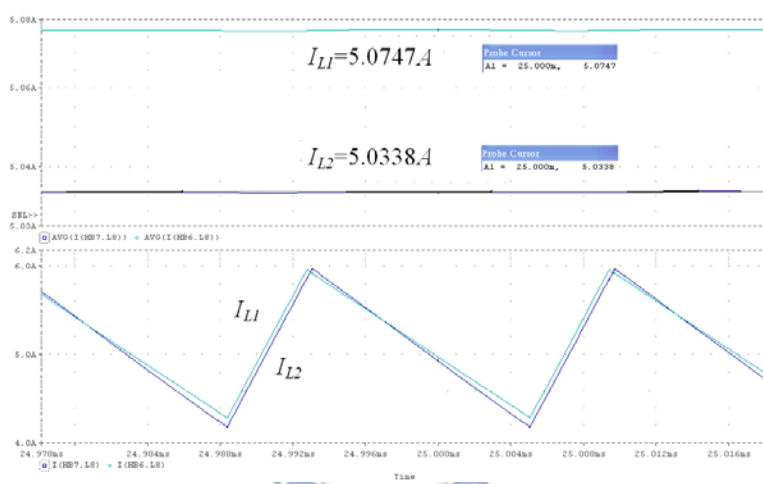 5.08A
I_L1=5.0747A
Probe Cursor
A1 = 25.000m, 5.0747
5.06A
I_L2=5.0338A
Probe Cursor
A1 = 25.000m, 5.0338
5.04A
SEL>>
5.03A
AVG(I(HB7.L8)) AVG(I(HB6.L8))
6.2A
6.0A
I_L1
I_L2
5.0A
4.0A
24.970ms 24.984ms 24.988ms 24.992ms 24.996ms 25.000ms 25.004ms 25.008ms 25.012ms 25.016ms
I(HB7.L8) I(HB6.L8)
Time